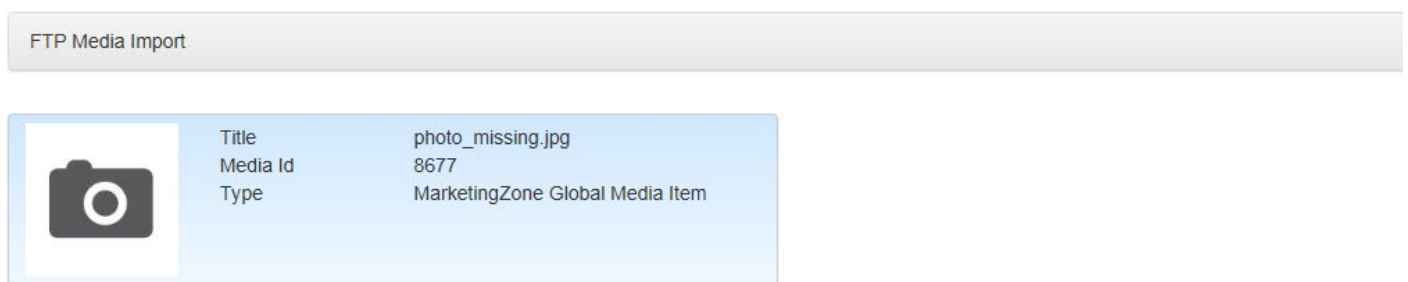 FTP Media Import
Title photo_missing.jpg
Media Id 8677
Type MarketingZone Global Media Item